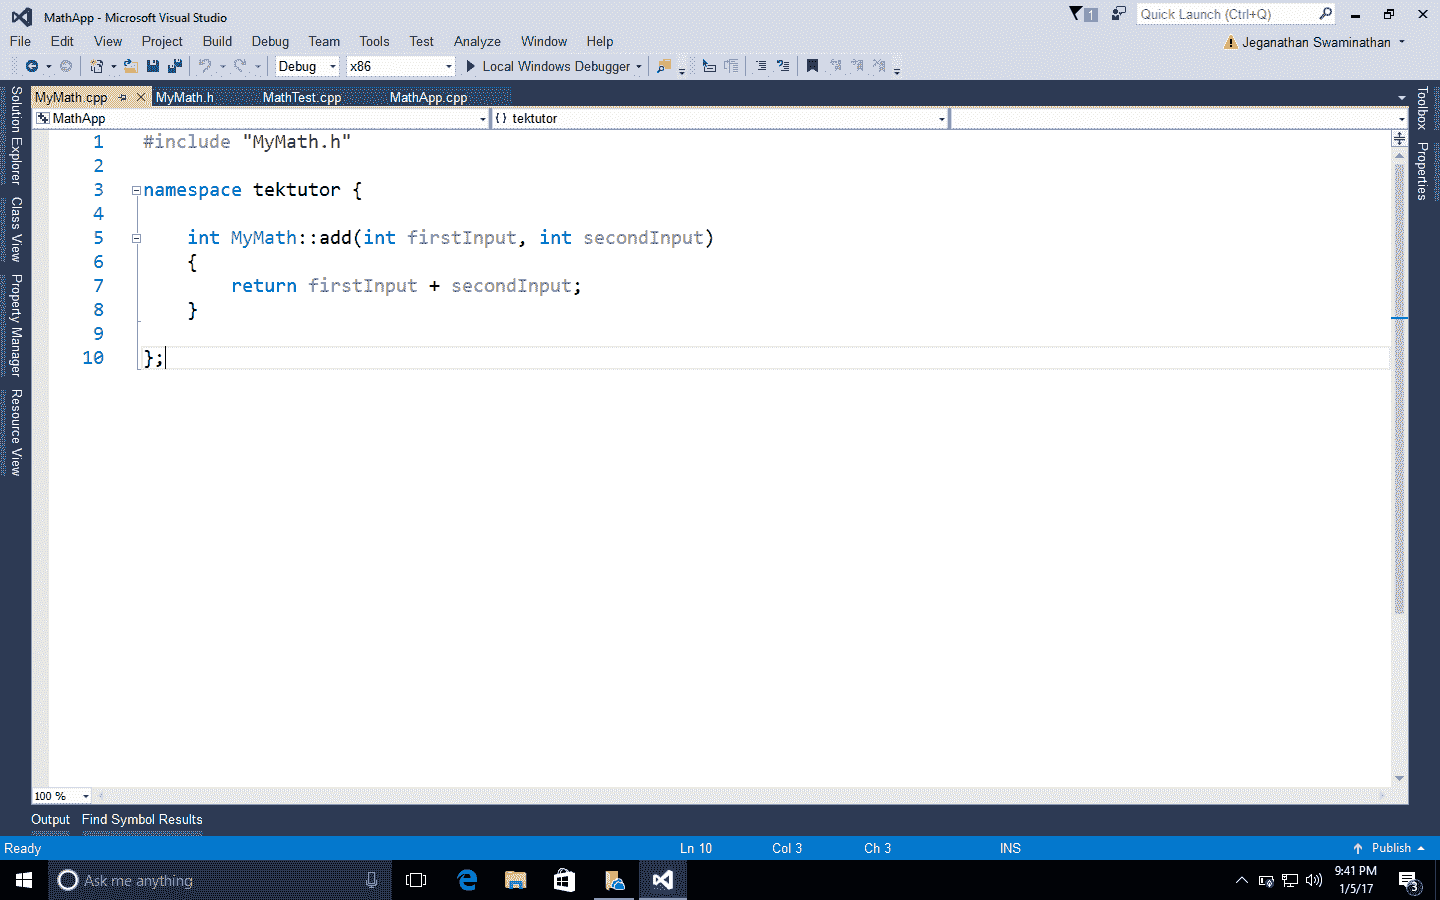 MathApp - Microsoft Visual Studio
1
Quick Launch (Ctrl+Q)
File Edit View Project Build Debug Team Tools Test Analyze Window Help
Jeganathan Swaminathan
Debug x86 Local Windows Debugger
MyMath.cpp MyMath.h MathTest.cpp MathApp.cpp
MathApp {} tektutor
1 #include "MyMath.h"
2
3 namespace tektutor {
4
5 int MyMath::add(int firstInput, int secondInput)
6 {
7 return firstInput + secondInput;
8 }
9
10 };
Solution Explorer
Class View
Property Manager
Resource View
Toolbox
Properties
100 %
Output Find Symbol Results
Ready Ln 10 Col 3 Ch 3 INS Publish
Ask me anything
9:41 PM
1/5/17
3